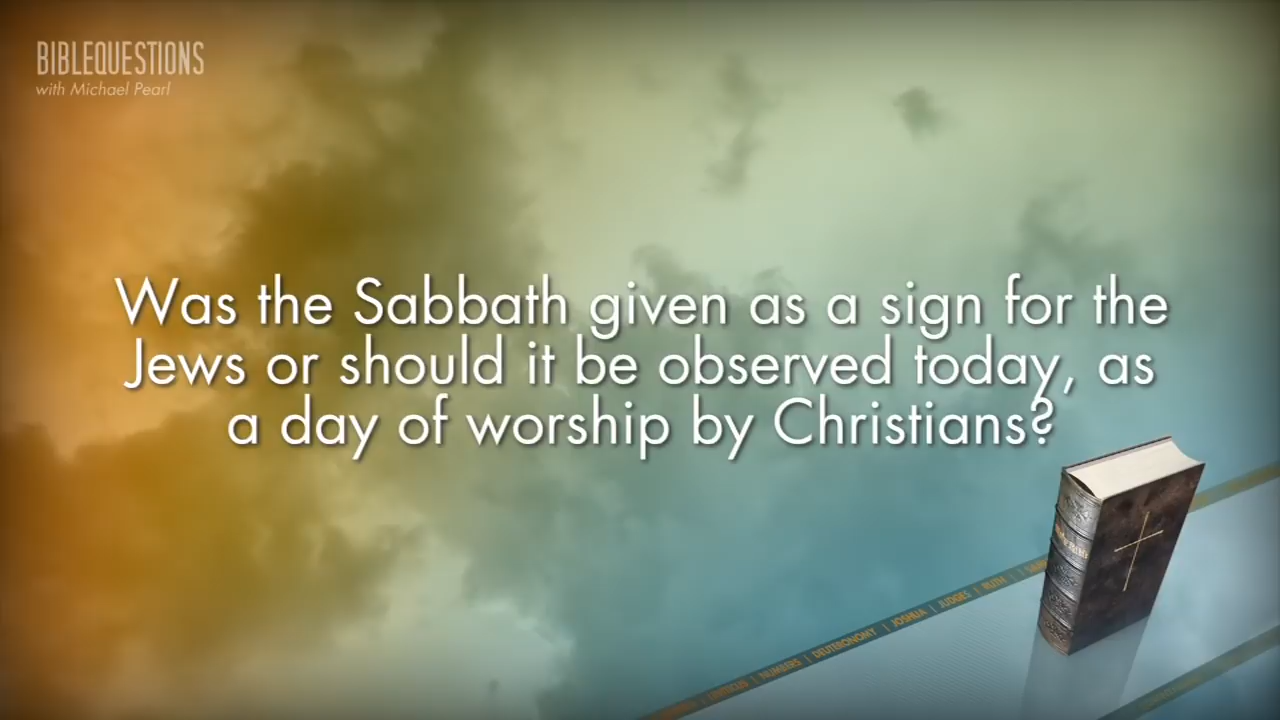 BIBLEQUESTIONS
with Michael Pearl
Was the Sabbath given as a sign for the
Jews or should it be observed today, as
a day of worship by Christians?
NUMBERS | DEUTERONOMY | JOSHUA | JUDGES | RUTH |